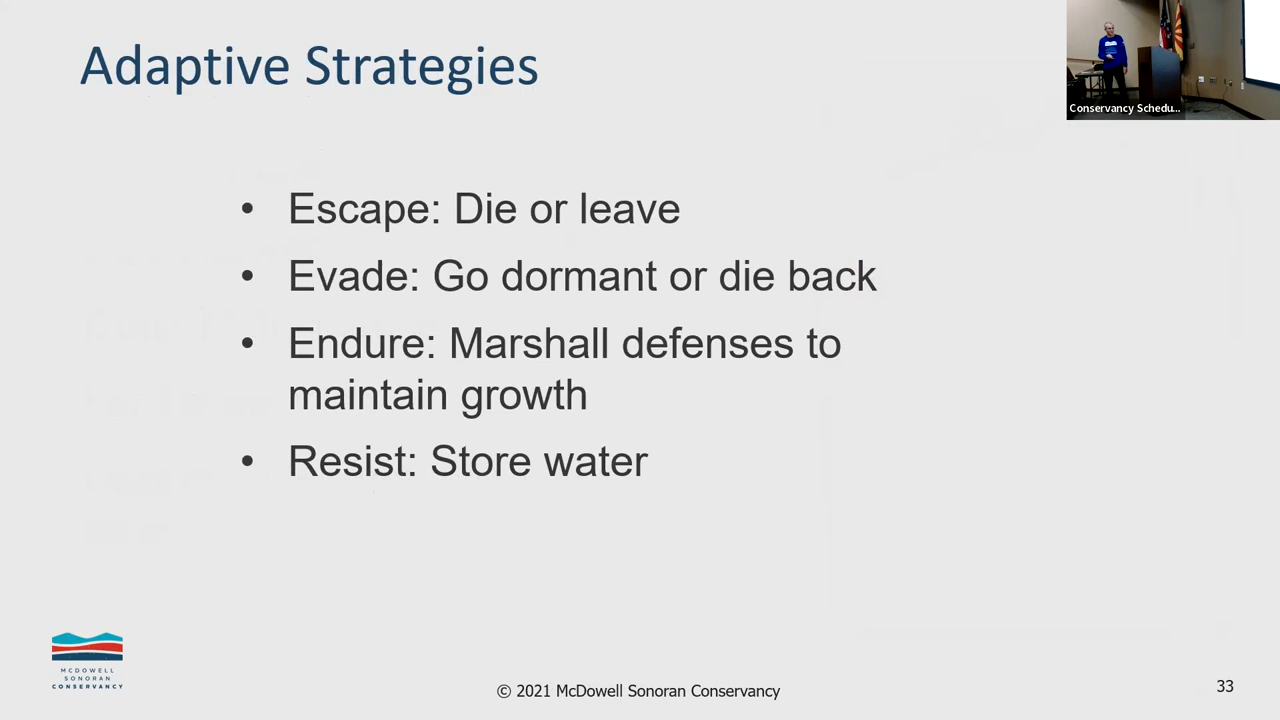 Adaptive Strategies
Conservancy Schedu...
• Escape: Die or leave
• Evade: Go dormant or die back
• Endure: Marshall defenses to
maintain growth
• Resist: Store water
MCDOWELL
SONORAN
CONSERVANCY
© 2021 McDowell Sonoran Conservancy
33